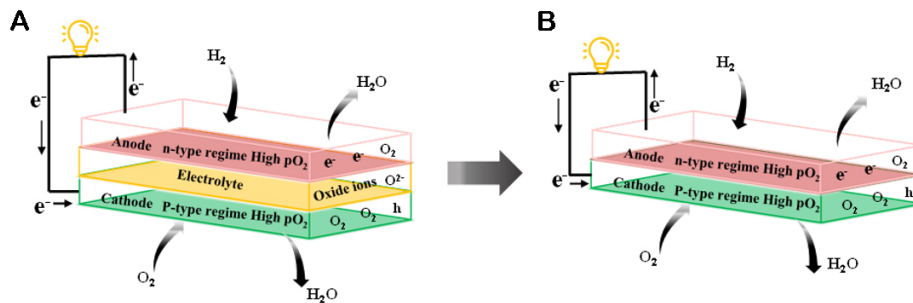 A
H₂
H₂O
e⁻
e⁻
Anode n-type regime High pO₂
e⁻ e⁻ O₂
Electrolyte
Oxide ions O²⁻
e⁻
Cathode P-type regime High pO₂
O₂ O₂ h
O₂
H₂O
B
H₂
H₂O
e⁻
e⁻
Anode n-type regime High pO₂
e⁻ e⁻ O₂
e⁻
Cathode P-type regime High pO₂
O₂ O₂ h
O₂
H₂O